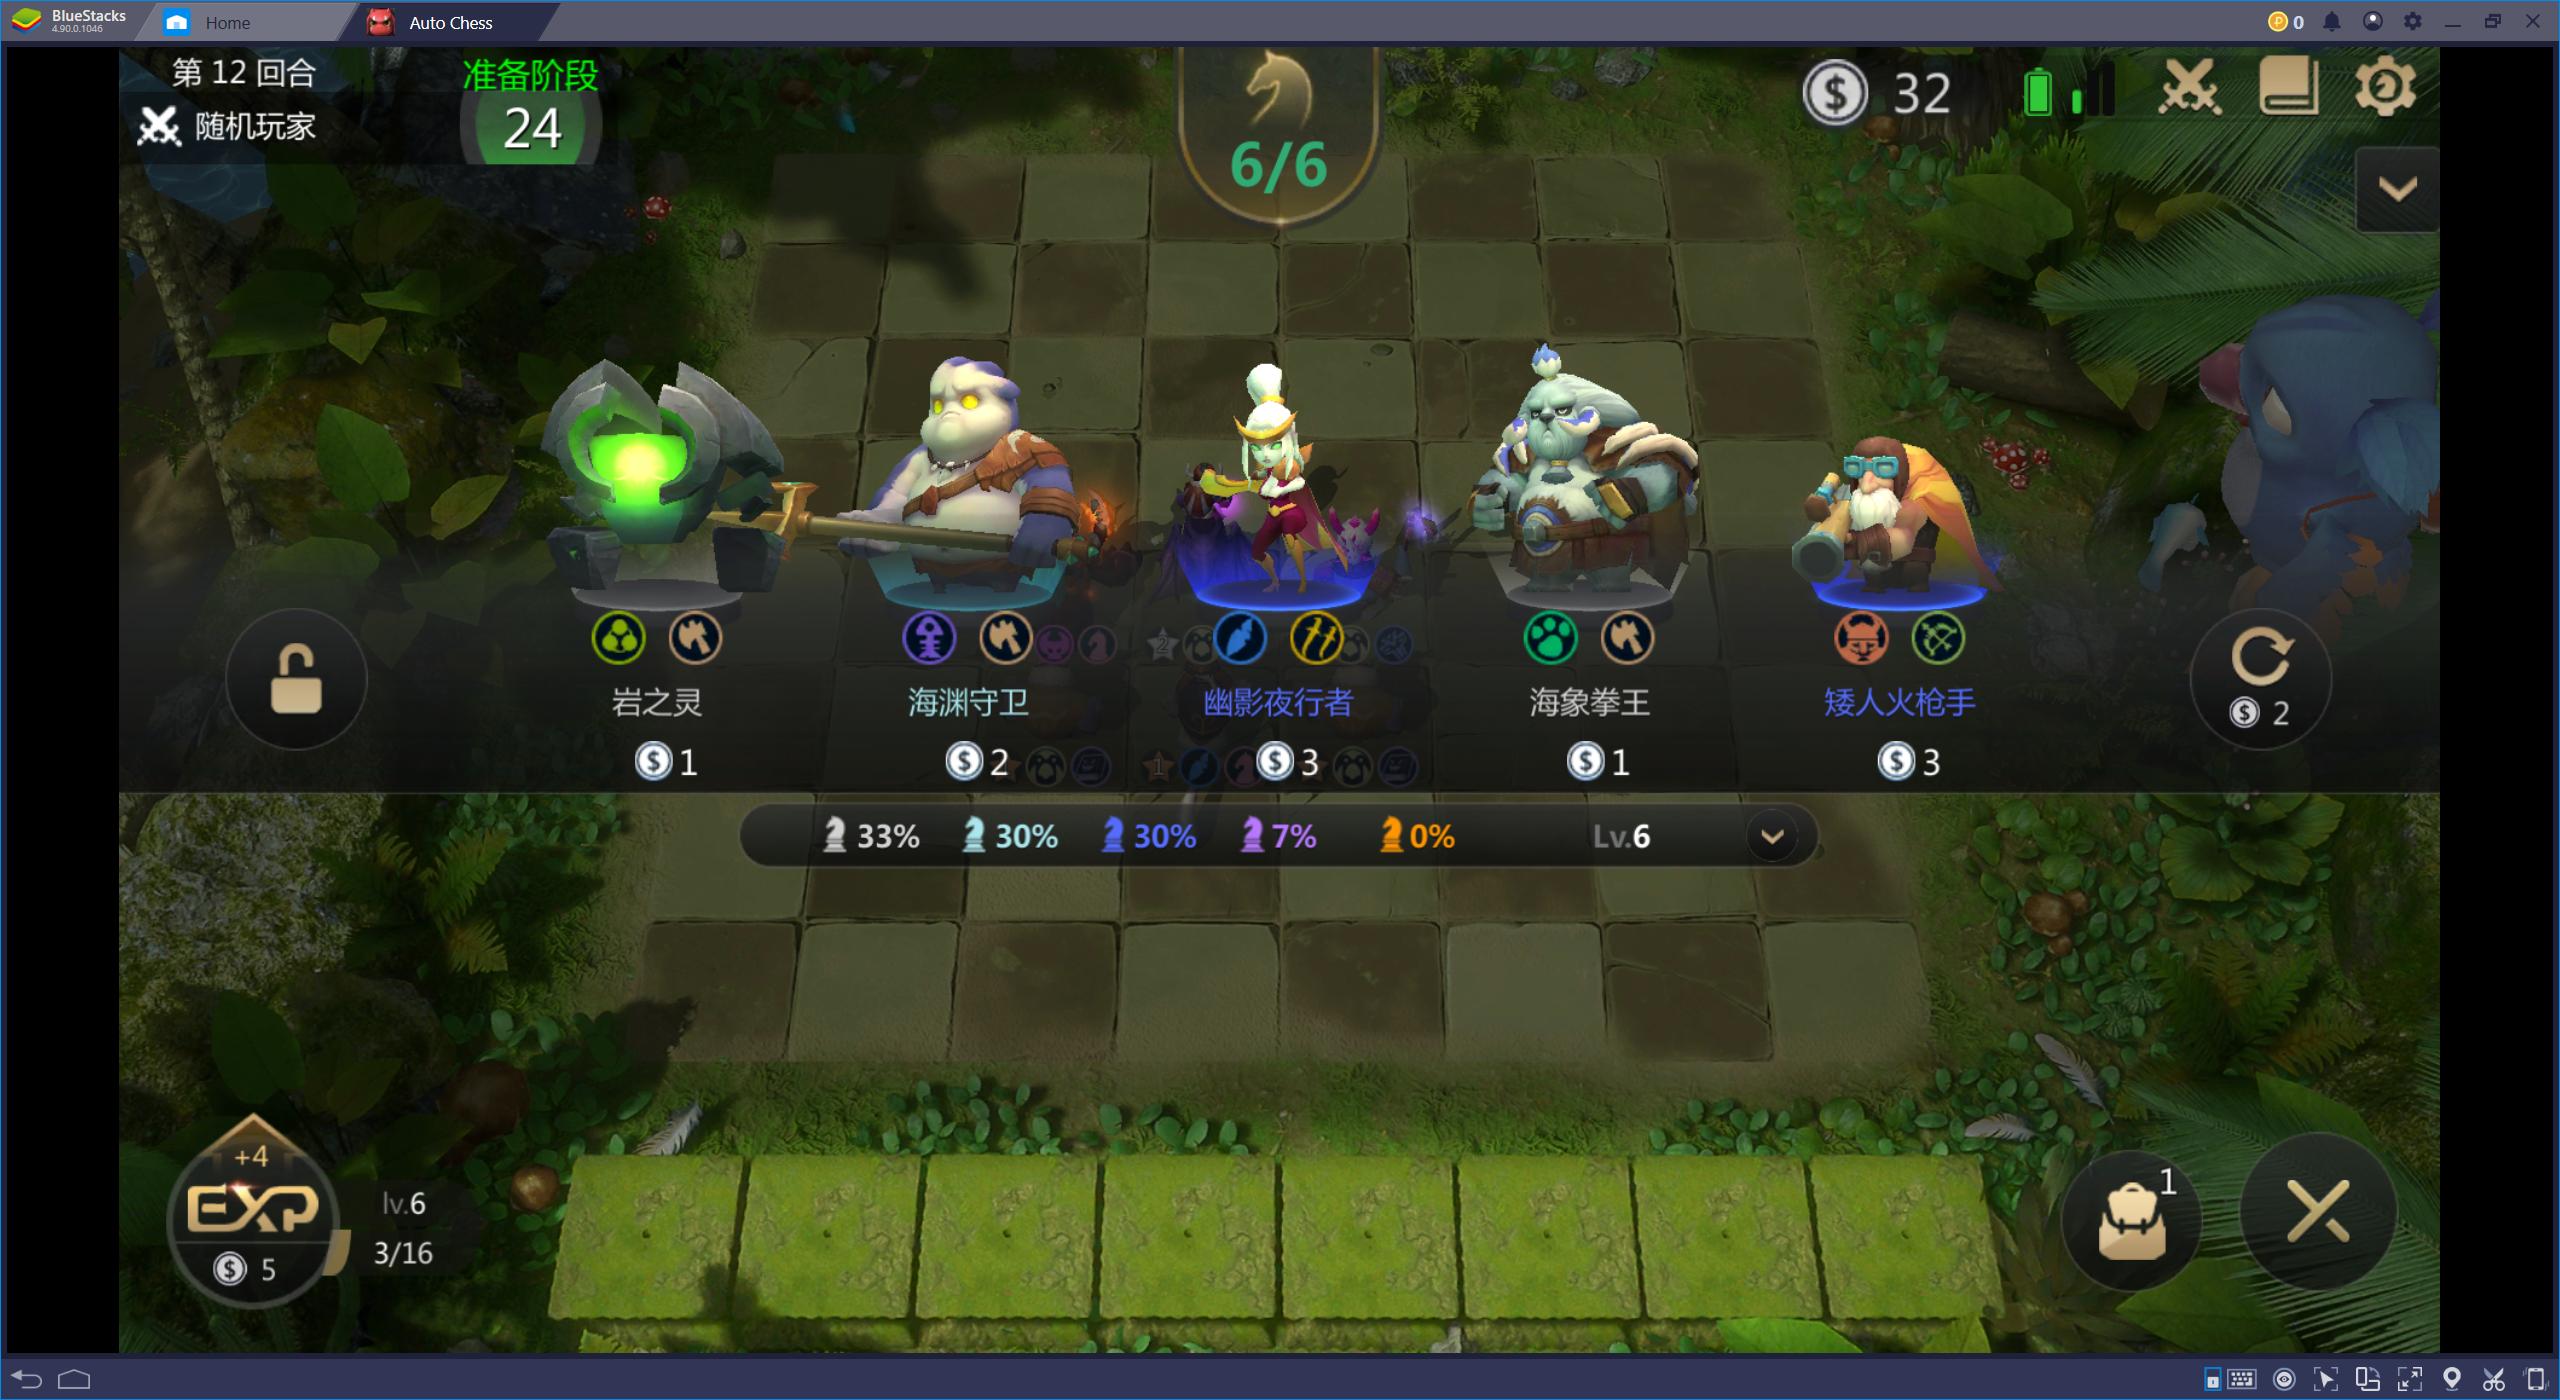 BlueStacks
4.90.0.1046
Home
Auto Chess
0
第 12 回合
准备阶段
随机玩家
24
6/6
32
岩之灵
海渊守卫
幽影夜行者
海象拳王
矮人火枪手
2
1
2
3
1
3
33%
30%
30%
7%
0%
Lv.6
+4
EXP
5
lv.6
3/16
1